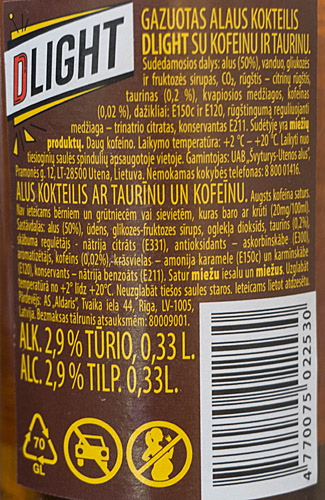 DLIGHT
GAZUOTAS ALAUS KOKTEILIS
DLIGHT SU KOFEINU IR TAURINU.
Sudedamosios dalys: alus (50%), vanduo, gliukozės
ir fruktozės sirupas, CO₂, rūgštis – citrinų rūgštis,
taurinas (0,2 %), kvapiosios medžiagos, kofeinas
(0,02 %), dažikliai: E150c ir E120, rūgštingumą reguliuojanti
medžiaga – trinatrio citratas, konservantas E211. Sudėtyje yra miežių
produktų. Daug kofeino. Laikymo temperatūra: +2 °C – +20 °C. Laikyti nuo
tiesioginių saulės spindulių apsaugotoje vietoje. Gamintojas: UAB „Švyturys-Utenos alus“,
Pramonės g. 12, LT-28500 Utena, Lietuva. Nemokamas kokybės telefonas: 8 800 01416.
ALUS KOKTEILIS AR TAURĪNU UN KOFEĪNU. Augsts kofeīna saturs.
Nav ieteicams bērniem un grūtniecēm vai sievietēm, kuras baro ar krūti (20mg/100ml).
Sastāvdaļas: alus (50%), ūdens, glikozes-fruktozes sīrups, ogļekļa dioksīds, taurīns (0,2%),
skābuma regulētājs - nātrija citrāts (E331), antioksidants – askorbīnskābe (E300),
aromatizētājs, kofeīns (0,02%), krāsvielas – amonija karamele (E150c) un karmīnskābe
(E120), konservants – nātrija benzoāts (E211). Satur miežu iesalu un miežus. Uzglabāt
temperatūrā no +2° līdz +20°C. Neuzglabāt tiešos saules staros. Ieteicams lietot atdzesētu.
Pārdevējs: AS „Aldaris”, Tvaika iela 44, Rīga, LV-1005,
Latvija. Bezmaksas tālrunis atsauksmēm: 80009001.
ALK. 2,9 % TŪRIO, 0,33 L.
ALC. 2,9 % TILP. 0,33L.
70
GL
4 770075 022530